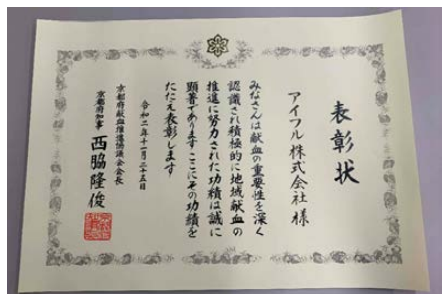 表彰状
アイフル株式会社 様
みなさんは献血の重要性を深く
認識され積極的に地域献血の
推進に努力された功績は誠に
顕著でありますここにその功績を
たたえ表彰します
令和二年十一月二十五日
京都府献血推進協議会会長
京都府知事 西脇隆俊